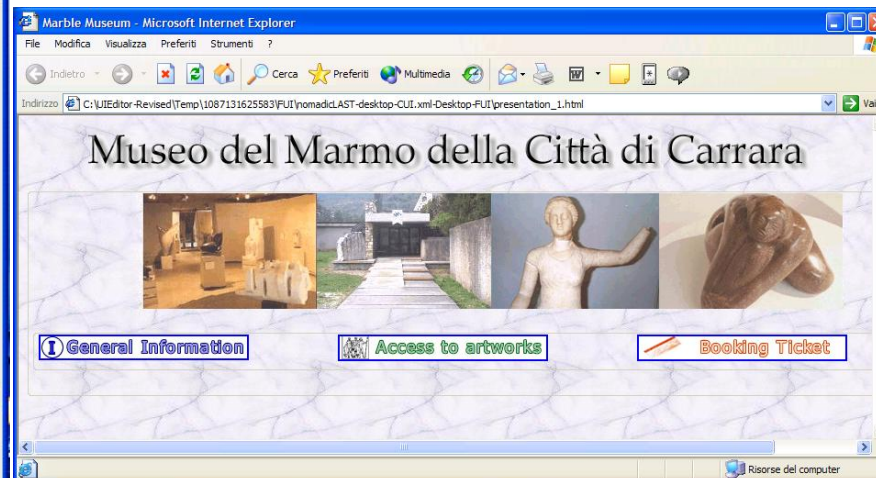 Marble Museum - Microsoft Internet Explorer
File Modifica Visualizza Preferiti Strumenti ?
Indietro Cerca Preferiti Multimedia
Indirizzo C:\UIEditor-Revised\Temp\1087131625583\FUI\nomadicLAST-desktop-CUI.xml-Desktop-FUI\presentation_1.html Vai
Museo del Marmo della Città di Carrara
General Information Access to artworks Booking Ticket
Risorse del computer